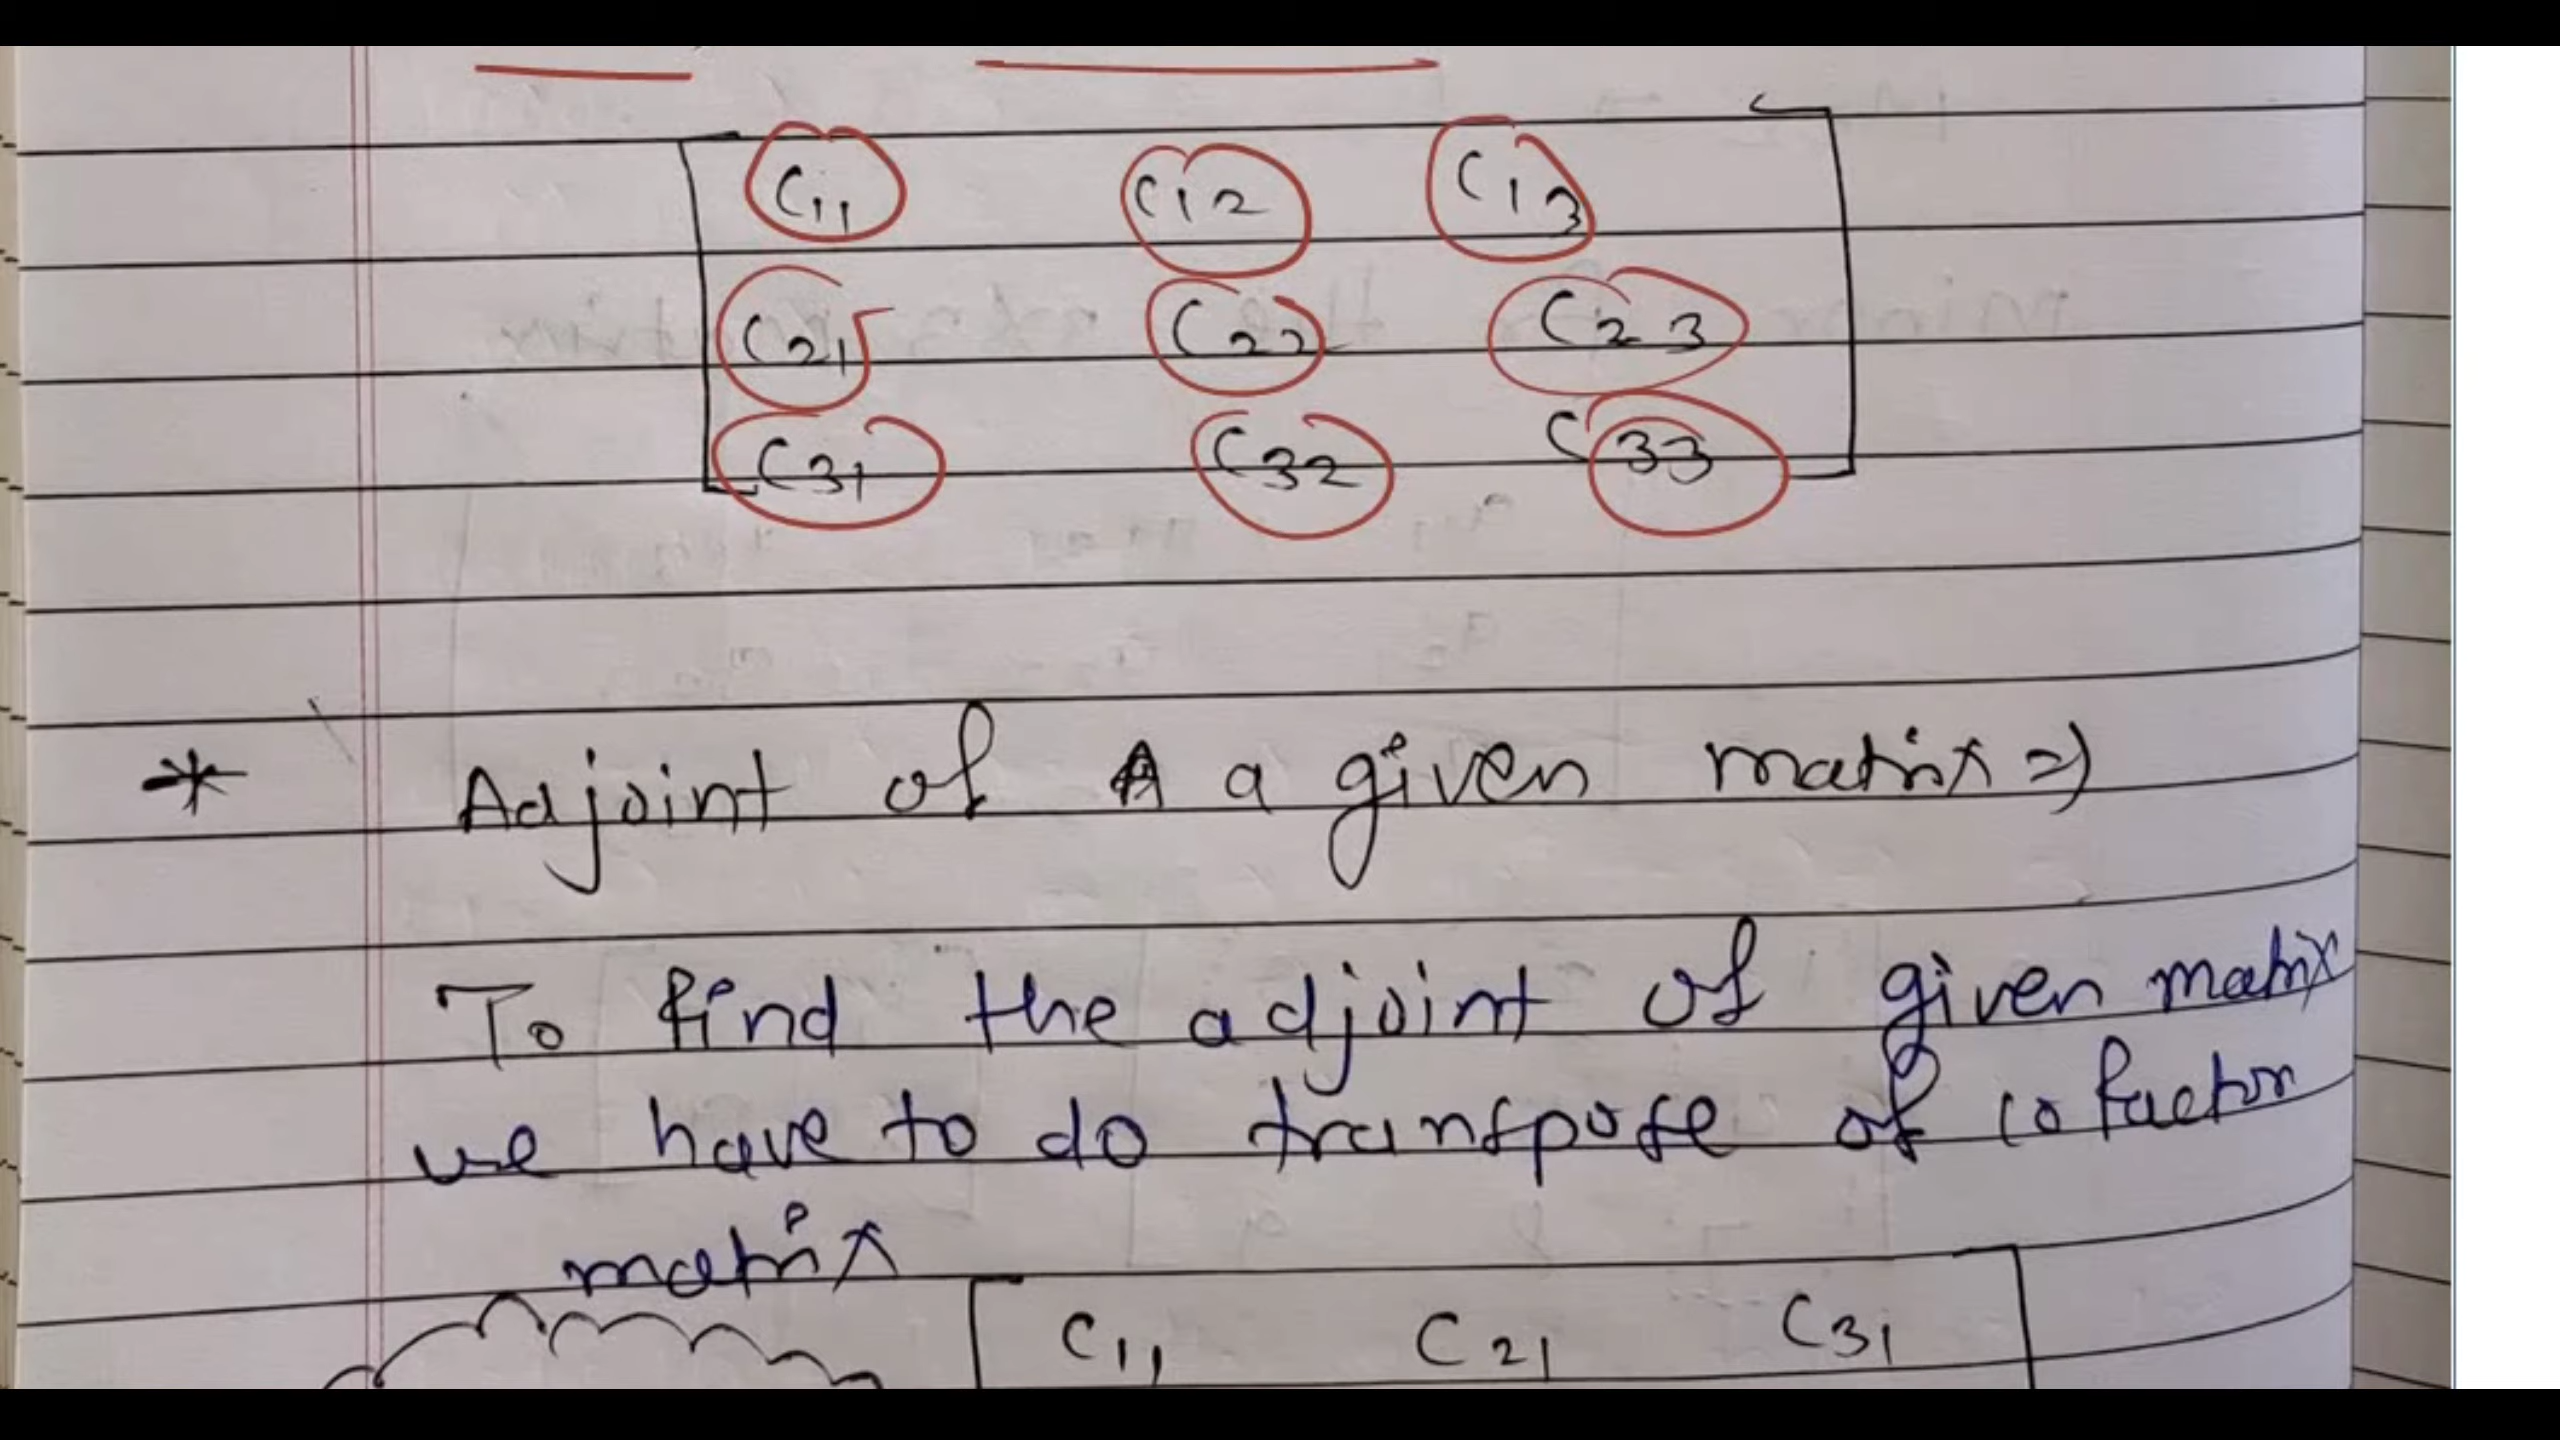 C11 C12 C13
C21 C22 C23
C31 C32 C33
* Adjoint of A a given matrix =)
To find the adjoint of given matrix
we have to do transpose of cofactor
matrix
C11 C21 C31